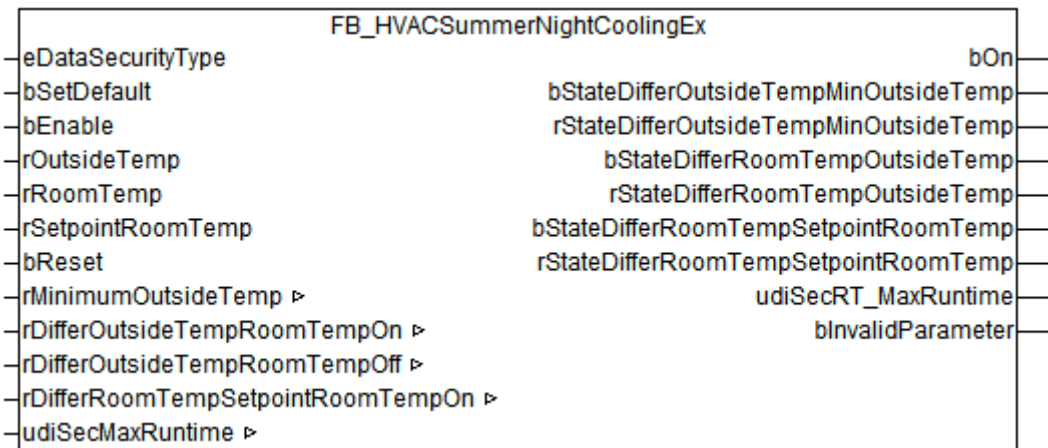 FB_HVACSummerNightCoolingEx
eDataSecurityType bOn
bSetDefault bStateDifferOutsideTempMinOutsideTemp
bEnable rStateDifferOutsideTempMinOutsideTemp
rOutsideTemp bStateDifferRoomTempOutsideTemp
rRoomTemp rStateDifferRoomTempOutsideTemp
rSetpointRoomTemp bStateDifferRoomTempSetpointRoomTemp
bReset rStateDifferRoomTempSetpointRoomTemp
rMinimumOutsideTemp udiSecRT_MaxRuntime
rDifferOutsideTempRoomTempOn bInvalidParameter
rDifferOutsideTempRoomTempOff
rDifferRoomTempSetpointRoomTempOn
udiSecMaxRuntime